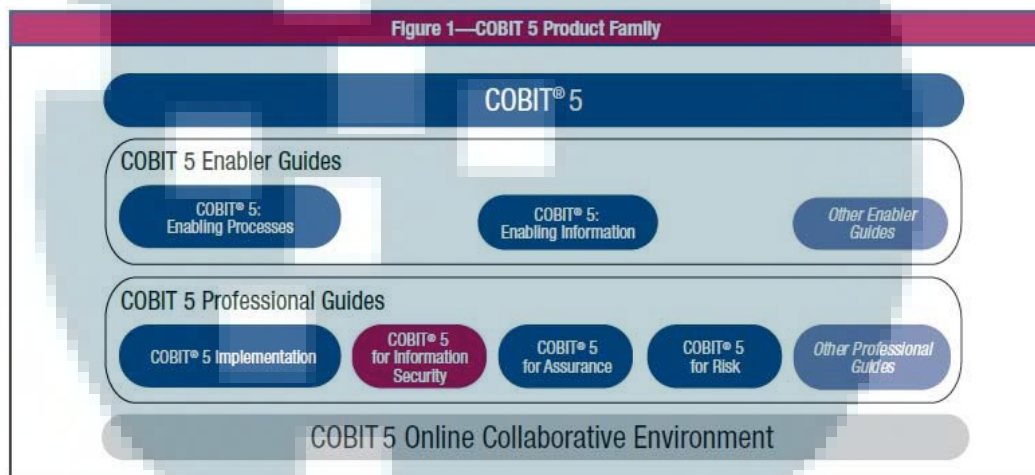 Figure 1—COBIT 5 Product Family
COBIT® 5
COBIT 5 Enabler Guides
COBIT® 5:
Enabling Processes
COBIT® 5:
Enabling Information
Other Enabler
Guides
COBIT 5 Professional Guides
COBIT® 5 Implementation
COBIT® 5
for Information
Security
COBIT® 5
for Assurance
COBIT® 5
for Risk
Other Professional
Guides
COBIT 5 Online Collaborative Environment